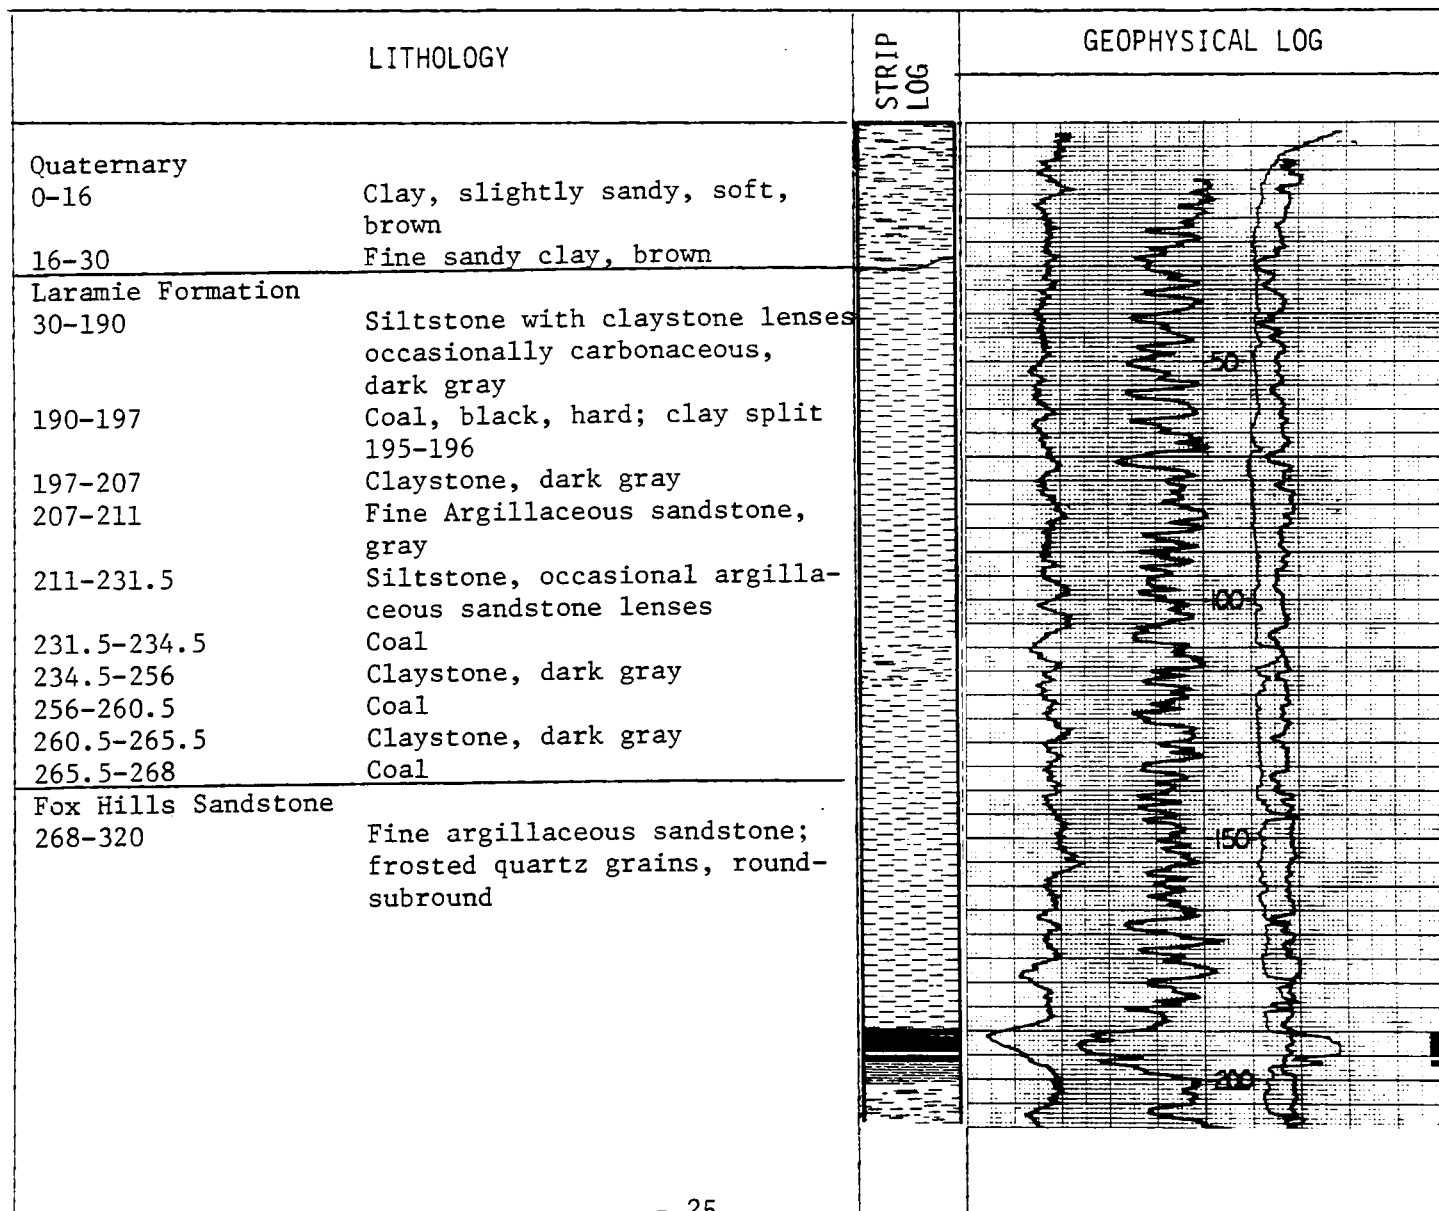 LITHOLOGY
STRIP LOG
GEOPHYSICAL LOG
Quaternary
0-16 Clay, slightly sandy, soft,
brown
16-30 Fine sandy clay, brown
Laramie Formation
30-190 Siltstone with claystone lenses
occasionally carbonaceous,
dark gray
190-197 Coal, black, hard; clay split
195-196
197-207 Claystone, dark gray
207-211 Fine Argillaceous sandstone,
gray
211-231.5 Siltstone, occasional argilla-
ceous sandstone lenses
231.5-234.5 Coal
234.5-256 Claystone, dark gray
256-260.5 Coal
260.5-265.5 Claystone, dark gray
265.5-268 Coal
Fox Hills Sandstone
268-320 Fine argillaceous sandstone;
frosted quartz grains, round-
subround
50
100
150
200
- 25